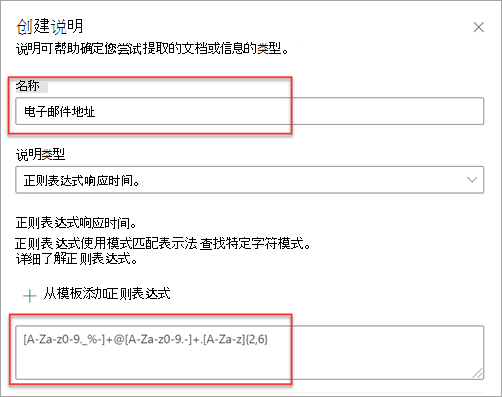 创建说明
说明可帮助确定您尝试提取的文档或信息的类型。
名称
电子邮件地址
说明类型
正则表达式响应时间。
正则表达式响应时间。
正则表达式使用模式匹配表示法 查找特定字符模式。
详细了解正则表达式。
从模板添加正则表达式
[A-Za-z0-9._%-]+@[A-Za-z0-9.-]+.[A-Za-z]{2,6)